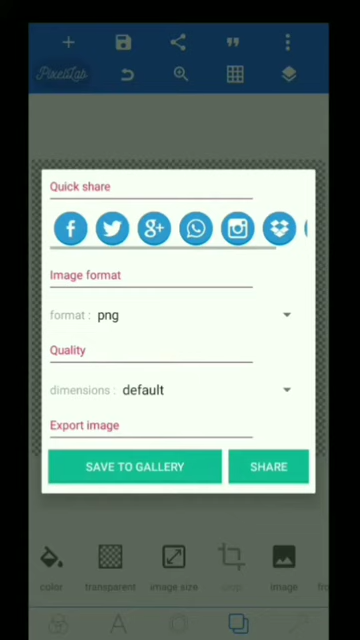 PixelLab
Quick share
Image format
format : png
Quality
dimensions : default
Export image
SAVE TO GALLERY SHARE
color transparent image size crop image fro